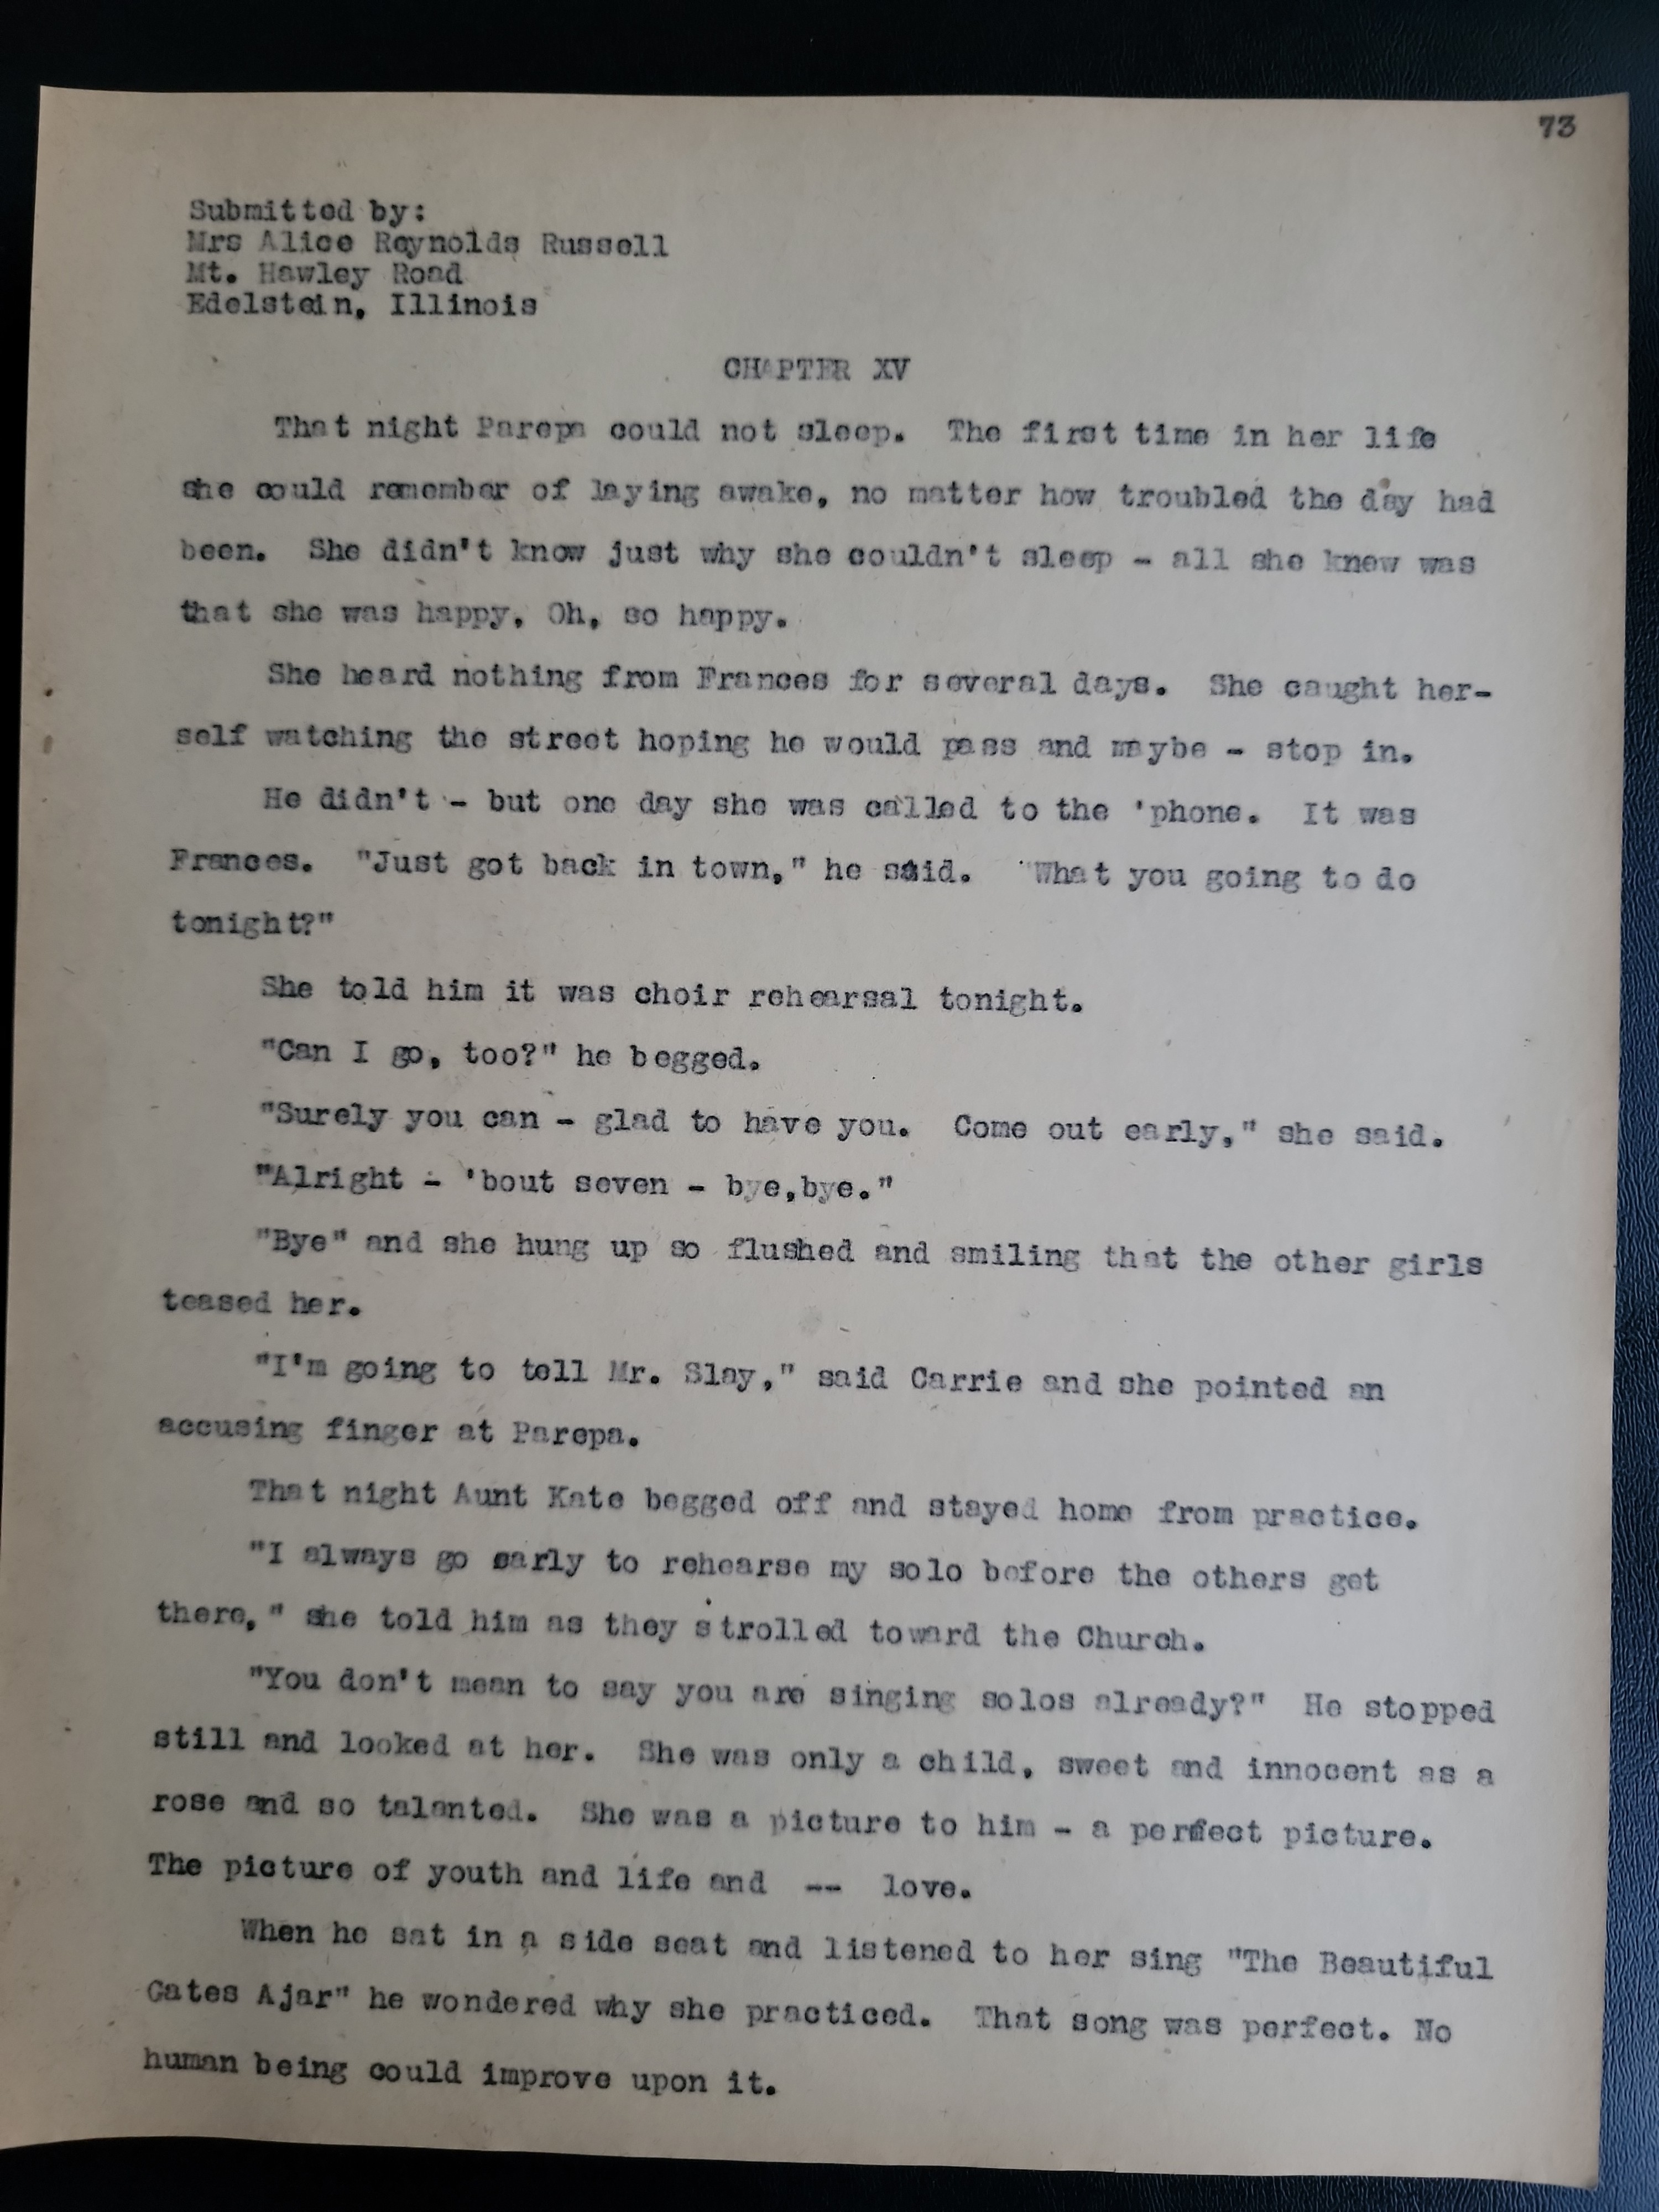 73
Submitted by:
Mrs Alice Reynolds Russell
Mt. Hawley Road
Edelstein, Illinois
CHAPTER XV
That night Parepa could not sleep. The first time in her life
she could remember of laying awake, no matter how troubled the day had
been. She didn't know just why she couldn't sleep - all she knew was
that she was happy. Oh, so happy.
She heard nothing from Frances for several days. She caught her-
self watching the street hoping he would pass and maybe - stop in.
He didn't - but one day she was called to the 'phone. It was
Frances. "Just got back in town," he said. "What you going to do
tonight?"
She told him it was choir rehearsal tonight.
"Can I go, too?" he begged.
"Surely you can - glad to have you. Come out early," she said.
"Alright - 'bout seven - bye,bye."
"Bye" and she hung up so flushed and smiling that the other girls
teased her.
"I'm going to tell Mr. Slay," said Carrie and she pointed an
accusing finger at Parepa.
That night Aunt Kate begged off and stayed home from practice.
"I always go early to rehearse my solo before the others get
there," she told him as they strolled toward the Church.
"You don't mean to say you are singing solos already?" He stopped
still and looked at her. She was only a child, sweet and innocent as a
rose and so talanted. She was a picture to him - a perfect picture.
The picture of youth and life and -- love.
When he sat in a side seat and listened to her sing "The Beautiful
Gates Ajar" he wondered why she practiced. That song was perfect. No
human being could improve upon it.